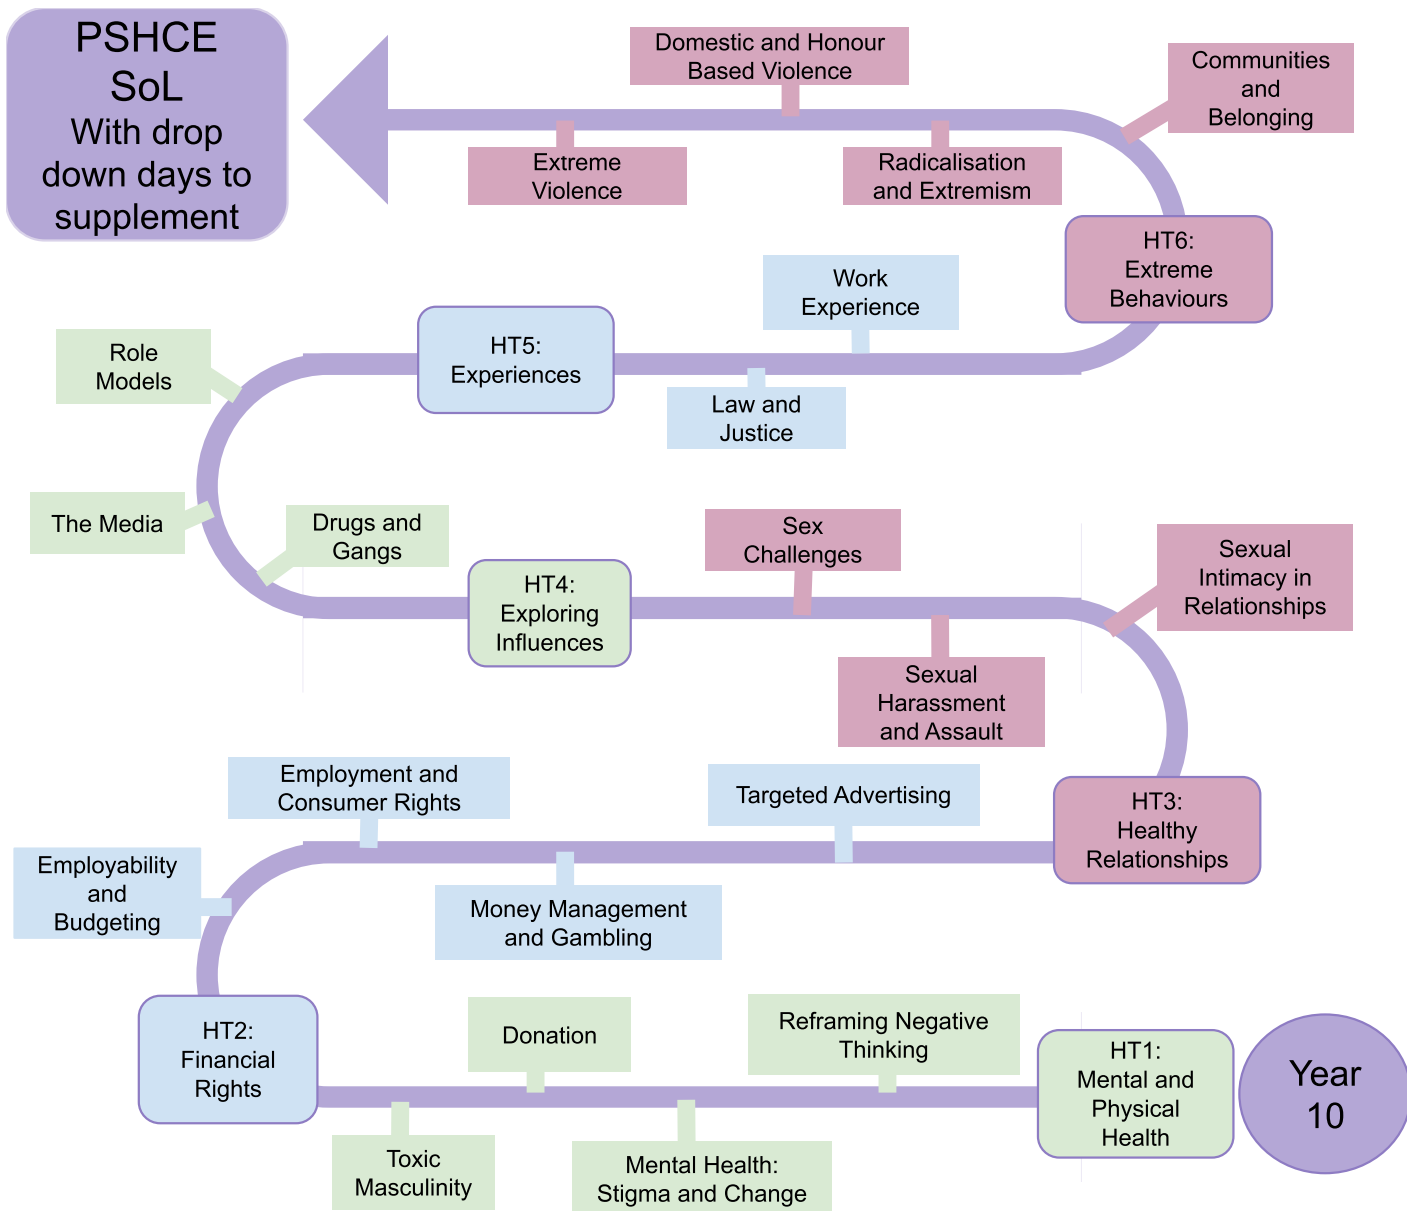 PSHCE
SoL
With drop
down days to
supplement
Domestic and Honour
Based Violence
Communities
and
Belonging
Extreme
Violence
Radicalisation
and Extremism
HT6:
Extreme
Behaviours
Work
Experience
HT5:
Experiences
Law and
Justice
Role
Models
The Media
Drugs and
Gangs
HT4:
Exploring
Influences
Sex
Challenges
Sexual
Intimacy in
Relationships
Sexual
Harassment
and Assault
HT3:
Healthy
Relationships
Targeted Advertising
Employment and
Consumer Rights
Money Management
and Gambling
Employability
and
Budgeting
HT2:
Financial
Rights
Donation
Reframing Negative
Thinking
Toxic
Masculinity
Mental Health:
Stigma and Change
HT1:
Mental and
Physical
Health
Year
10